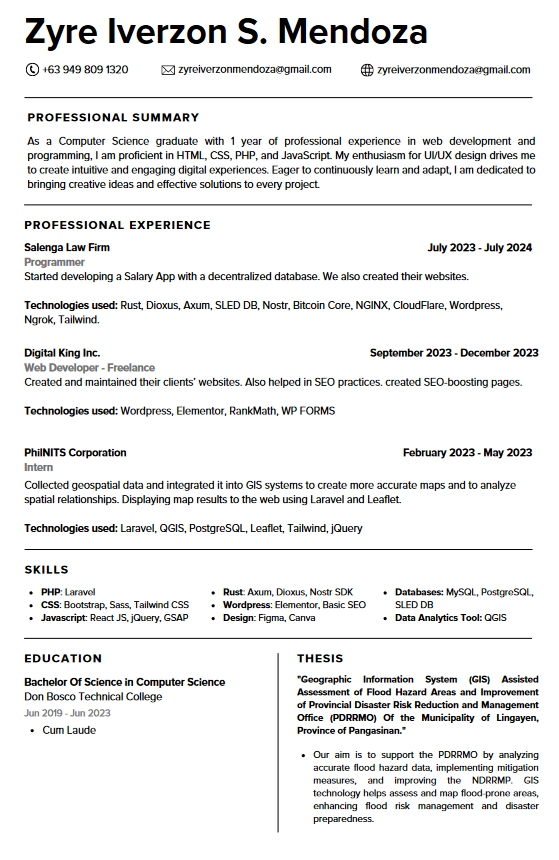 Zyre Iverzon S. Mendoza
+63 949 809 1320 zyreiverzonmendoza@gmail.com zyreiverzonmendoza@gmail.com
PROFESSIONAL SUMMARY
As a Computer Science graduate with 1 year of professional experience in web development and
programming, I am proficient in HTML, CSS, PHP, and JavaScript. My enthusiasm for UI/UX design drives me
to create intuitive and engaging digital experiences. Eager to continuously learn and adapt, I am dedicated to
bringing creative ideas and effective solutions to every project.
PROFESSIONAL EXPERIENCE
Salenga Law Firm July 2023 - July 2024
Programmer
Started developing a Salary App with a decentralized database. We also created their websites.
Technologies used: Rust, Dioxus, Axum, SLED DB, Nostr, Bitcoin Core, NGINX, CloudFlare, Wordpress,
Ngrok, Tailwind.
Digital King Inc. September 2023 - December 2023
Web Developer - Freelance
Created and maintained their clients' websites. Also helped in SEO practices. created SEO-boosting pages.
Technologies used: Wordpress, Elementor, RankMath, WP FORMS
PhilNITS Corporation February 2023 - May 2023
Intern
Collected geospatial data and integrated it into GIS systems to create more accurate maps and to analyze
spatial relationships. Displaying map results to the web using Laravel and Leaflet.
Technologies used: Laravel, QGIS, PostgreSQL, Leaflet, Tailwind, jQuery
SKILLS
• PHP: Laravel
• CSS: Bootstrap, Sass, Tailwind CSS
• Javascript: React JS, jQuery, GSAP
• Rust: Axum, Dioxus, Nostr SDK
• Wordpress: Elementor, Basic SEO
• Design: Figma, Canva
• Databases: MySQL, PostgreSQL,
SLED DB
• Data Analytics Tool: QGIS
EDUCATION
Bachelor Of Science in Computer Science
Don Bosco Technical College
Jun 2019 - Jun 2023
• Cum Laude
THESIS
"Geographic Information System (GIS) Assisted
Assessment of Flood Hazard Areas and Improvement
of Provincial Disaster Risk Reduction and Management
Office (PDRRMO) Of the Municipality of Lingayen,
Province of Pangasinan."
• Our aim is to support the PDRRMO by analyzing
accurate flood hazard data, implementing mitigation
measures, and improving the NDRRMP. GIS
technology helps assess and map flood-prone areas,
enhancing flood risk management and disaster
preparedness.